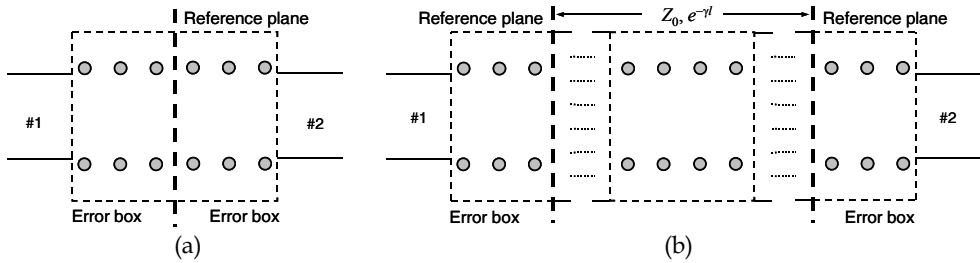 Reference plane
#1
#2
Error box
Error box
(a)
Reference plane
Z₀, e^{-γl}
Reference plane
#1
#2
Error box
Error box
(b)